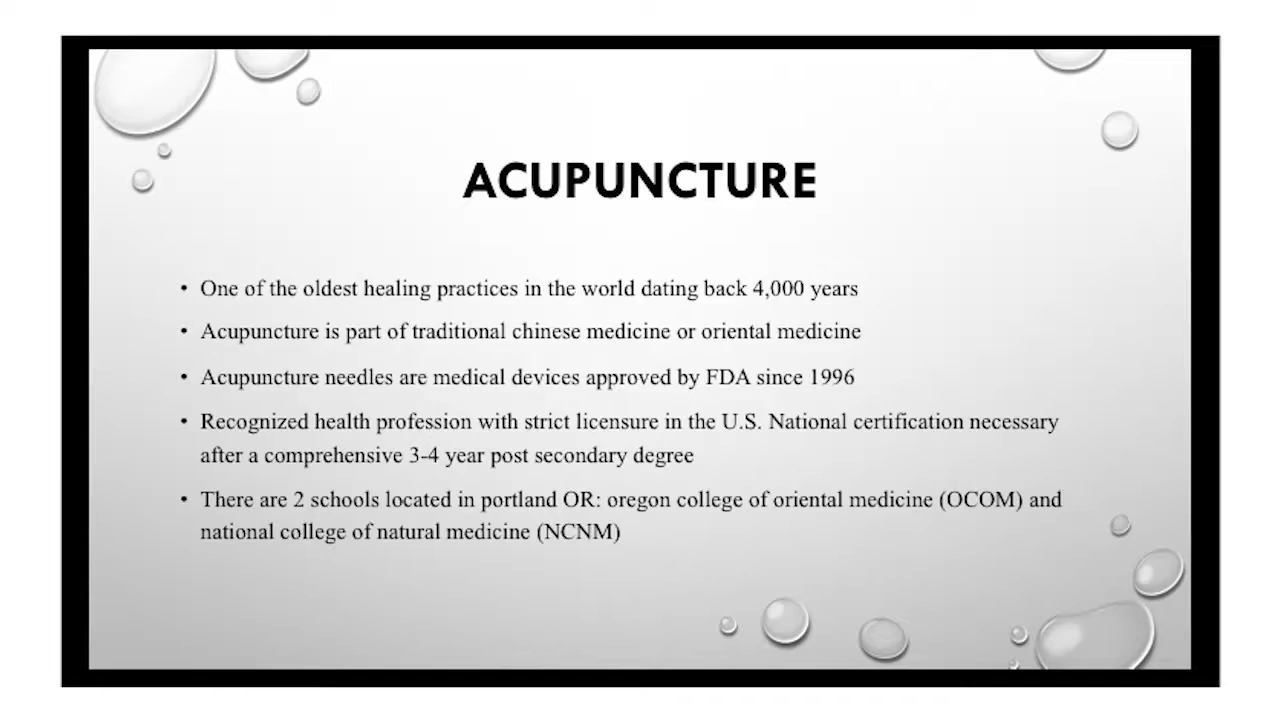 ACUPUNCTURE
• One of the oldest healing practices in the world dating back 4,000 years
• Acupuncture is part of traditional chinese medicine or oriental medicine
• Acupuncture needles are medical devices approved by FDA since 1996
• Recognized health profession with strict licensure in the U.S. National certification necessary
after a comprehensive 3-4 year post secondary degree
• There are 2 schools located in portland OR: oregon college of oriental medicine (OCOM) and
national college of natural medicine (NCNM)